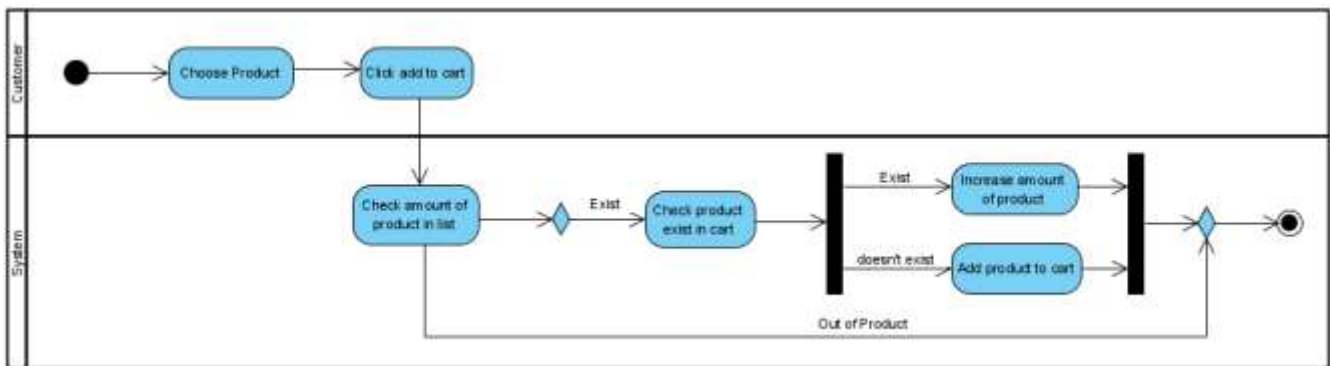 Customer
Choose Product
Click add to cart
System
Check amount of
product in list
Exist
Check product
exist in cart
Exist
Increase amount
of product
doesn't exist
Add product to cart
Out of Product